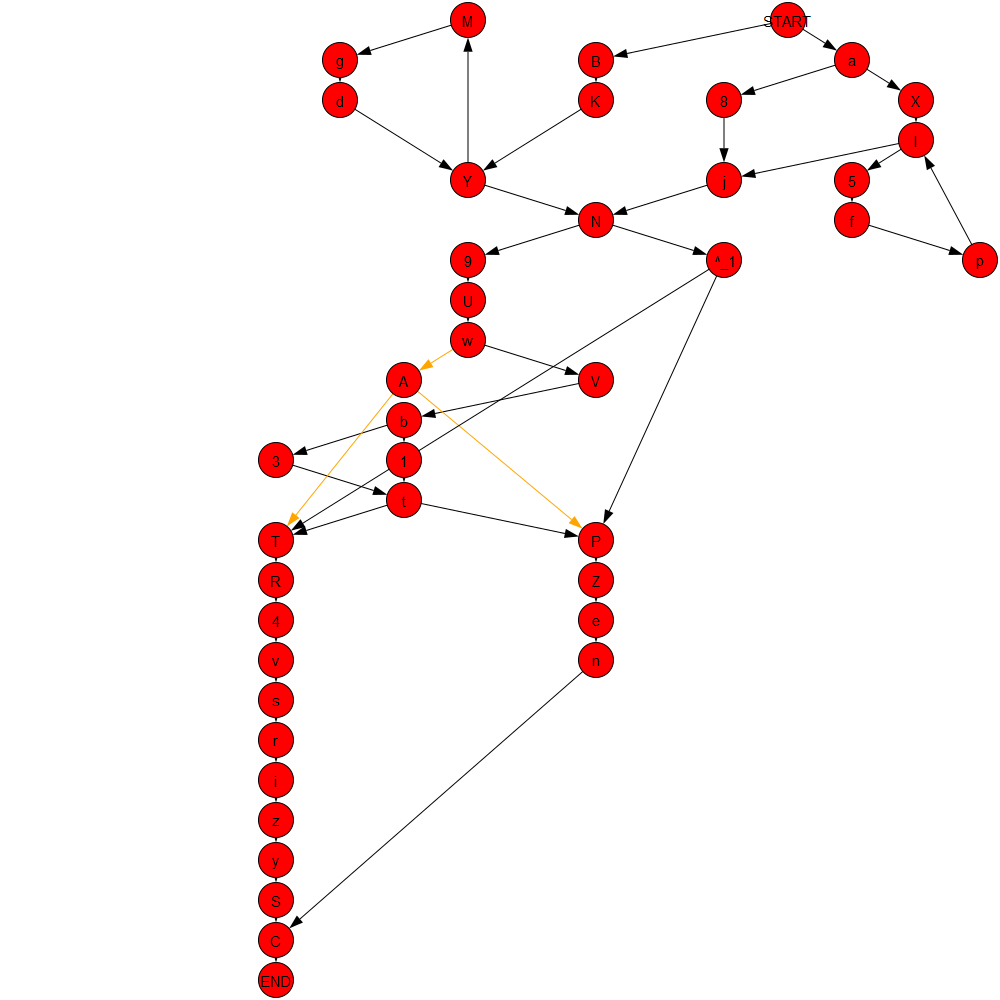 M START
g B a
d K 8 X
l
Y j 5
N f
9 ^_1 p
U
w
A V
b
3 1
t
T P
R Z
4 e
v n
s
r
i
z
y
S
C
END